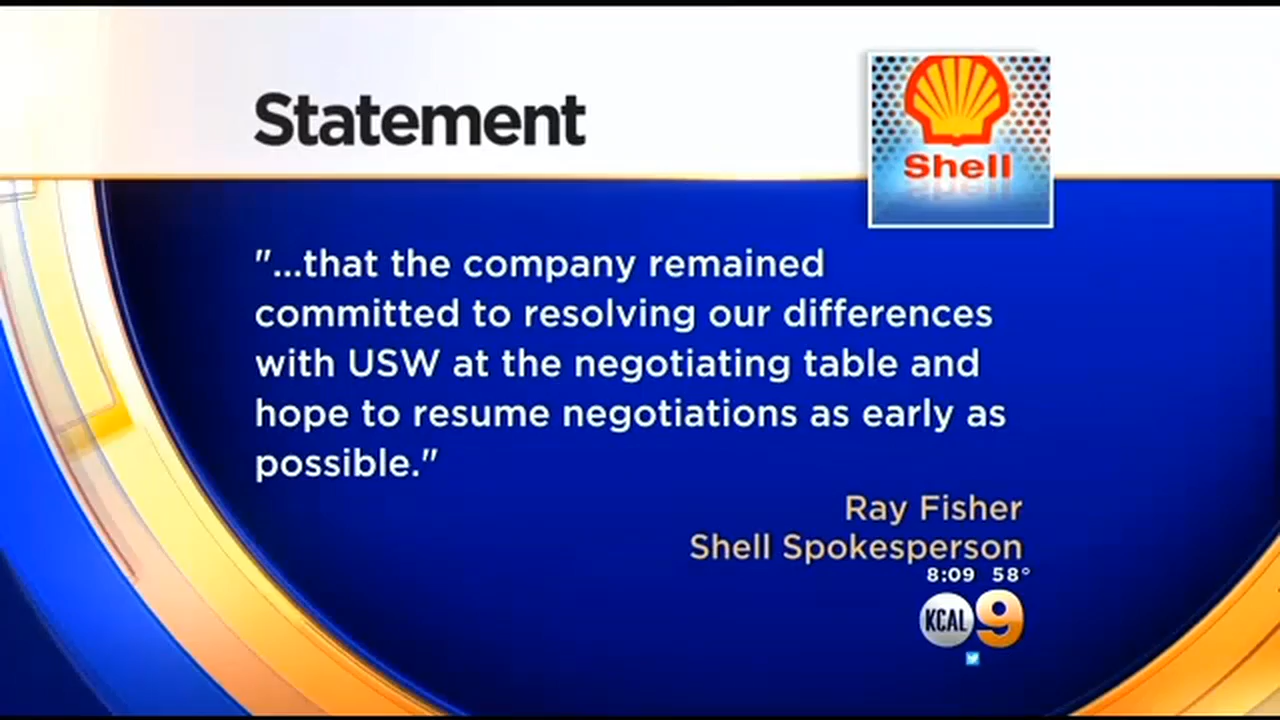 Statement
Shell
"...that the company remained
committed to resolving our differences
with USW at the negotiating table and
hope to resume negotiations as early as
possible."
Ray Fisher
Shell Spokesperson
8:09 58°
KCAL 9